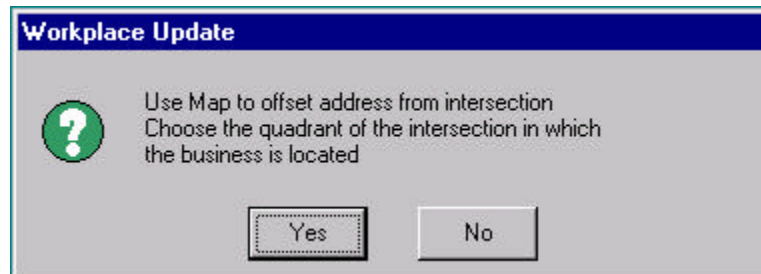 Workplace Update
Use Map to offset address from intersection
Choose the quadrant of the intersection in which
the business is located
Yes
No